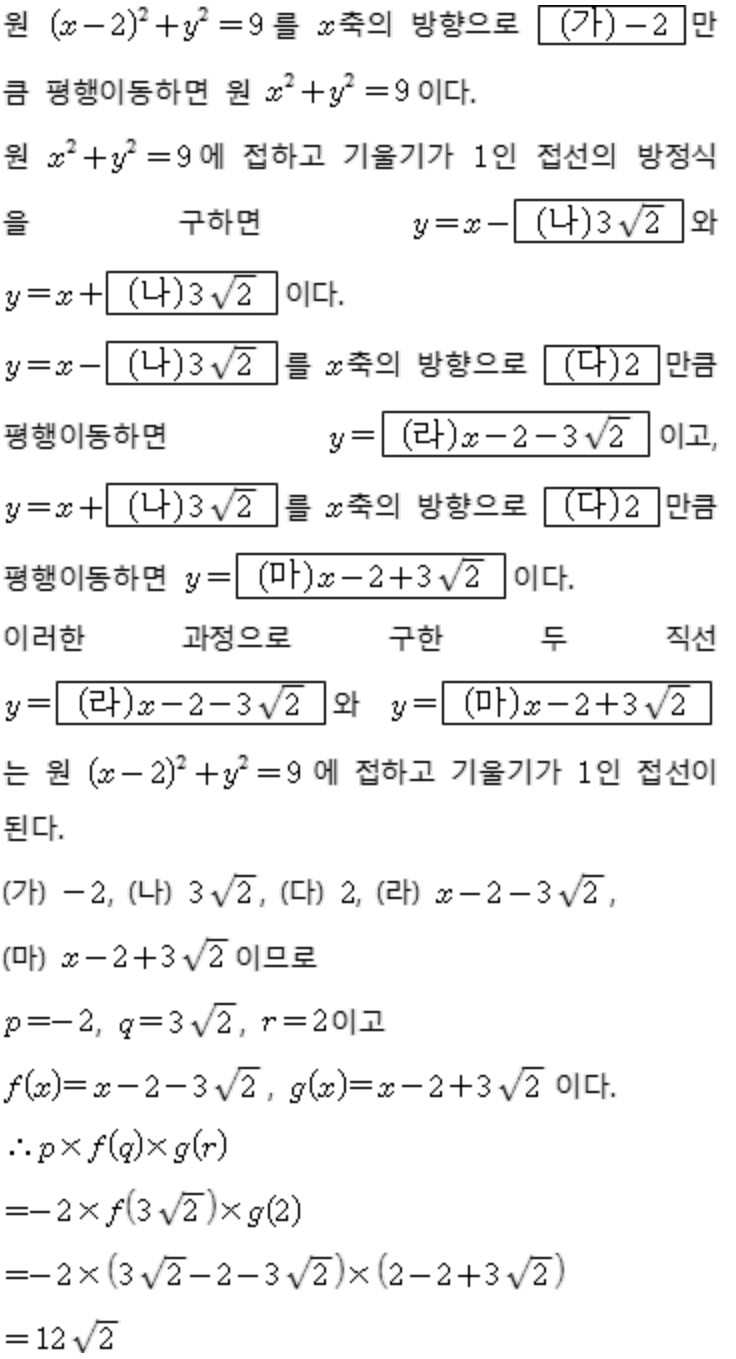 원 (x-2)²+y²=9를 x축의 방향으로 (가)-2 만
큼 평행이동하면 원 x²+y²=9이다.
원 x²+y²=9에 접하고 기울기가 1인 접선의 방정식
을 구하면 y=x-(나)3√2 와
y=x+(나)3√2 이다.
y=x-(나)3√2 를 x축의 방향으로 (다)2 만큼
평행이동하면 y=(라)x-2-3√2 이고,
y=x+(나)3√2 를 x축의 방향으로 (다)2 만큼
평행이동하면 y=(마)x-2+3√2 이다.
이러한 과정으로 구한 두 직선
y=(라)x-2-3√2 와 y=(마)x-2+3√2
는 원 (x-2)²+y²=9에 접하고 기울기가 1인 접선이
된다.
(가) -2, (나) 3√2, (다) 2, (라) x-2-3√2,
(마) x-2+3√2 이므로
p=-2, q=3√2, r=2이고
f(x)=x-2-3√2, g(x)=x-2+3√2 이다.
∴p×f(q)×g(r)
=-2×f(3√2)×g(2)
=-2×(3√2-2-3√2)×(2-2+3√2)
=12√2